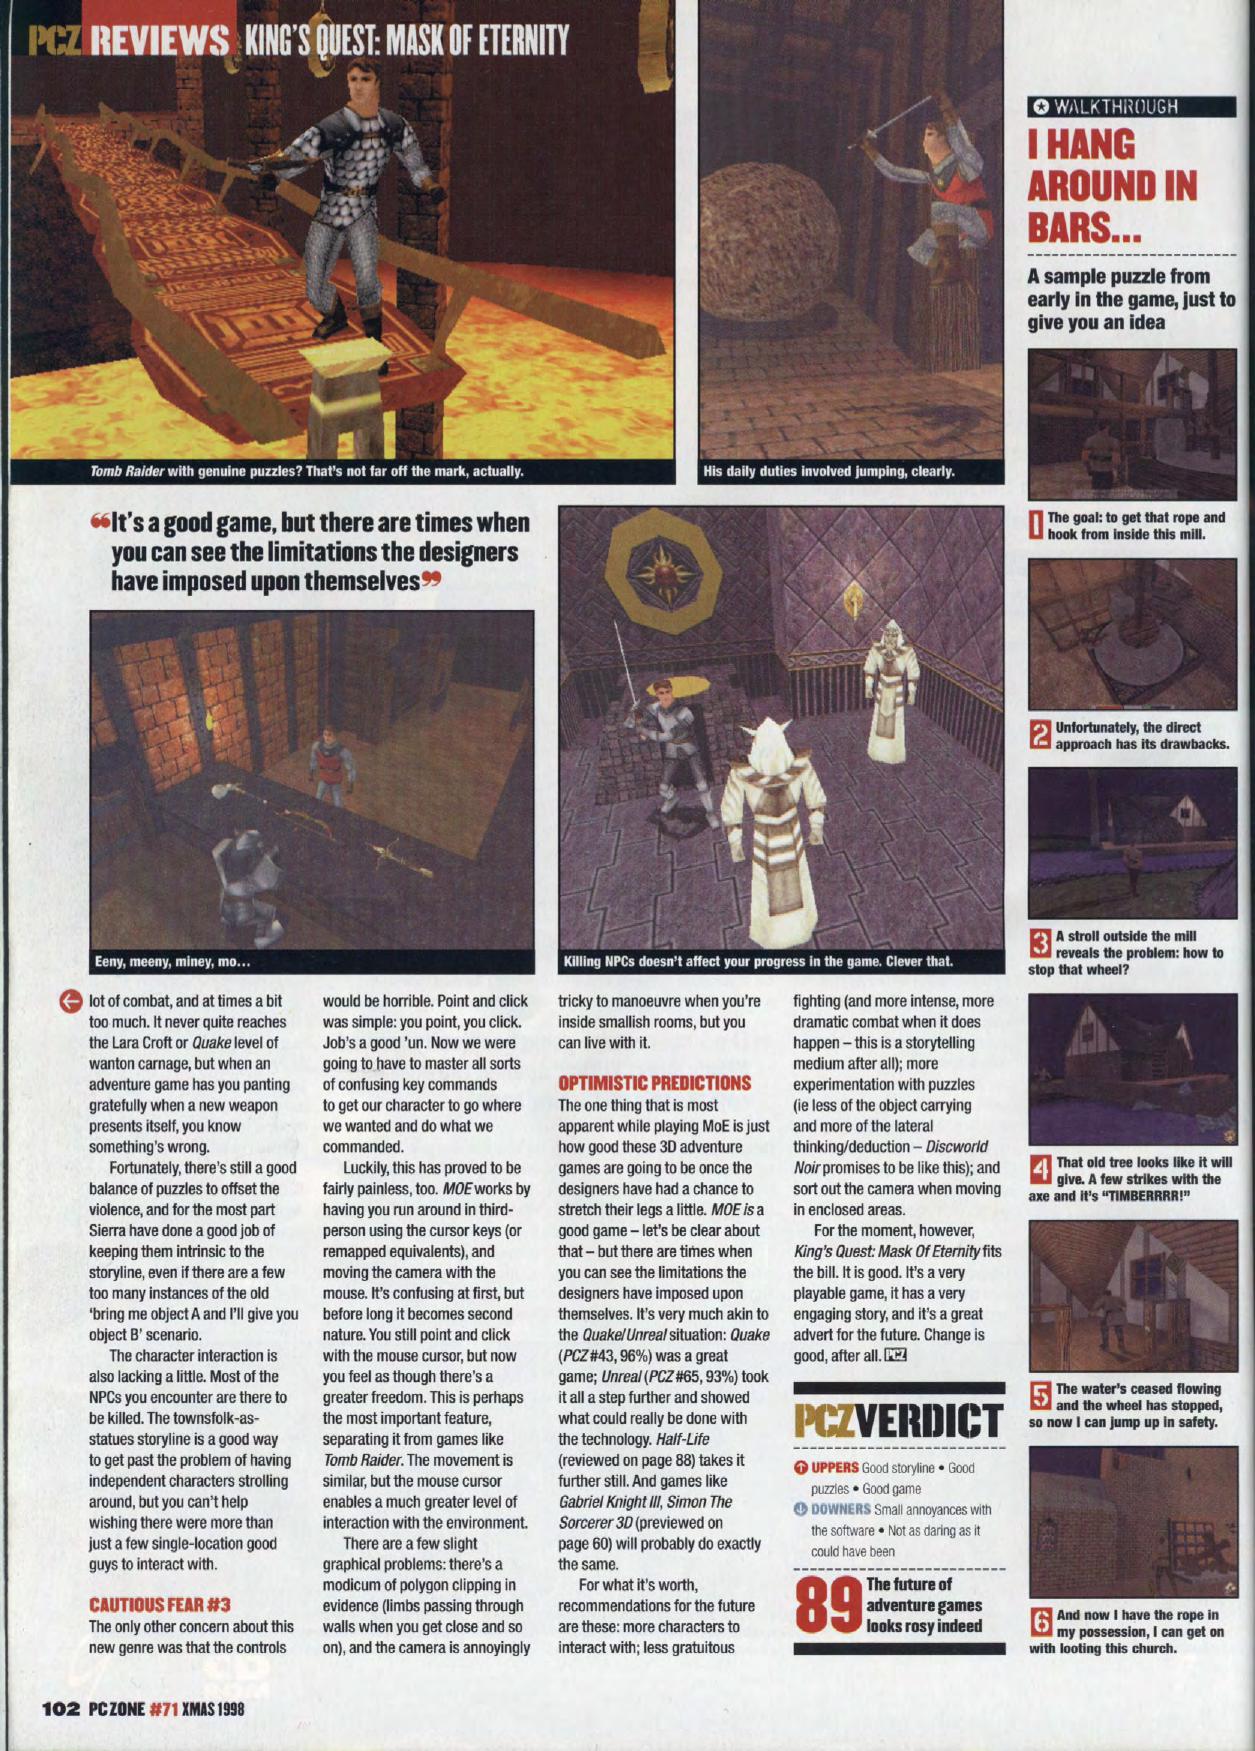 PCZ REVIEWS KING'S QUEST: MASK OF ETERNITY
Tomb Raider with genuine puzzles? That's not far off the mark, actually.
His daily duties involved jumping, clearly.
“It's a good game, but there are times when
you can see the limitations the designers
have imposed upon themselves”
Eeny, meeny, miney, mo...
Killing NPCs doesn't affect your progress in the game. Clever that.
lot of combat, and at times a bit
too much. It never quite reaches
the Lara Croft or Quake level of
wanton carnage, but when an
adventure game has you panting
gratefully when a new weapon
presents itself, you know
something's wrong.
Fortunately, there's still a good
balance of puzzles to offset the
violence, and for the most part
Sierra have done a good job of
keeping them intrinsic to the
storyline, even if there are a few
too many instances of the old
'bring me object A and I'll give you
object B' scenario.
The character interaction is
also lacking a little. Most of the
NPCs you encounter are there to
be killed. The townsfolk-as-
statues storyline is a good way
to get past the problem of having
independent characters strolling
around, but you can't help
wishing there were more than
just a few single-location good
guys to interact with.
CAUTIOUS FEAR #3
The only other concern about this
new genre was that the controls
would be horrible. Point and click
was simple: you point, you click.
Job's a good 'un. Now we were
going to have to master all sorts
of confusing key commands
to get our character to go where
we wanted and do what we
commanded.
Luckily, this has proved to be
fairly painless, too. MOE works by
having you run around in third-
person using the cursor keys (or
remapped equivalents), and
moving the camera with the
mouse. It's confusing at first, but
before long it becomes second
nature. You still point and click
with the mouse cursor, but now
you feel as though there's a
greater freedom. This is perhaps
the most important feature,
separating it from games like
Tomb Raider. The movement is
similar, but the mouse cursor
enables a much greater level of
interaction with the environment.
There are a few slight
graphical problems: there's a
modicum of polygon clipping in
evidence (limbs passing through
walls when you get close and so
on), and the camera is annoyingly
tricky to manoeuvre when you're
inside smallish rooms, but you
can live with it.
OPTIMISTIC PREDICTIONS
The one thing that is most
apparent while playing MoE is just
how good these 3D adventure
games are going to be once the
designers have had a chance to
stretch their legs a little. MOE is a
good game – let's be clear about
that – but there are times when
you can see the limitations the
designers have imposed upon
themselves. It's very much akin to
the Quake/Unreal situation: Quake
(PCZ #43, 96%) was a great
game; Unreal (PCZ #65, 93%) took
it all a step further and showed
what could really be done with
the technology. Half-Life
(reviewed on page 88) takes it
further still. And games like
Gabriel Knight III, Simon The
Sorcerer 3D (previewed on
page 60) will probably do exactly
the same.
For what it's worth,
recommendations for the future
are these: more characters to
interact with; less gratuitous
fighting (and more intense, more
dramatic combat when it does
happen – this is a storytelling
medium after all); more
experimentation with puzzles
(ie less of the object carrying
and more of the lateral
thinking/deduction – Discworld
Noir promises to be like this); and
sort out the camera when moving
in enclosed areas.
For the moment, however,
King's Quest: Mask Of Eternity fits
the bill. It is good. It's a very
playable game, it has a very
engaging story, and it's a great
advert for the future. Change is
good, after all. PCZ
PCZVERDICT
UPPERS Good storyline • Good
puzzles • Good game
DOWNERS Small annoyances with
the software • Not as daring as it
could have been
89 The future of
adventure games
looks rosy indeed
WALKTHROUGH
I HANG
AROUND IN
BARS...
A sample puzzle from
early in the game, just to
give you an idea
1 The goal: to get that rope and
hook from inside this mill.
2 Unfortunately, the direct
approach has its drawbacks.
3 A stroll outside the mill
reveals the problem: how to
stop that wheel?
4 That old tree looks like it will
give. A few strikes with the
axe and it's “TIMBERRRR!”
5 The water's ceased flowing
and the wheel has stopped,
so now I can jump up in safety.
6 And now I have the rope in
my possession, I can get on
with looting this church.
102 PC ZONE #71 XMAS 1998